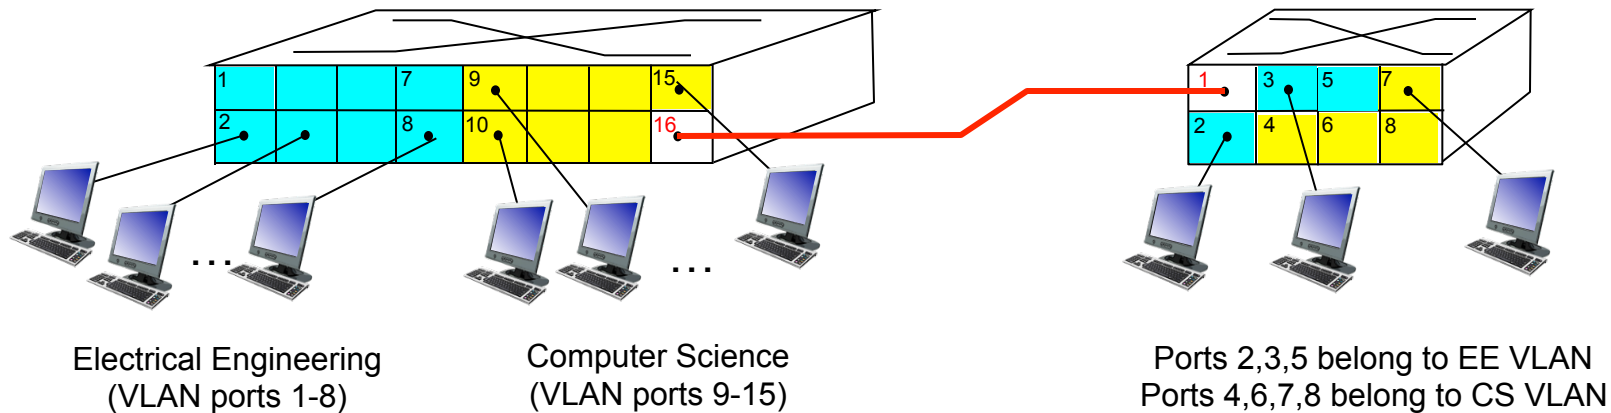 1 7 9 15
2 8 10 16
1 3 5 7
2 4 6 8
... ...
Electrical Engineering
(VLAN ports 1-8)
Computer Science
(VLAN ports 9-15)
Ports 2,3,5 belong to EE VLAN
Ports 4,6,7,8 belong to CS VLAN